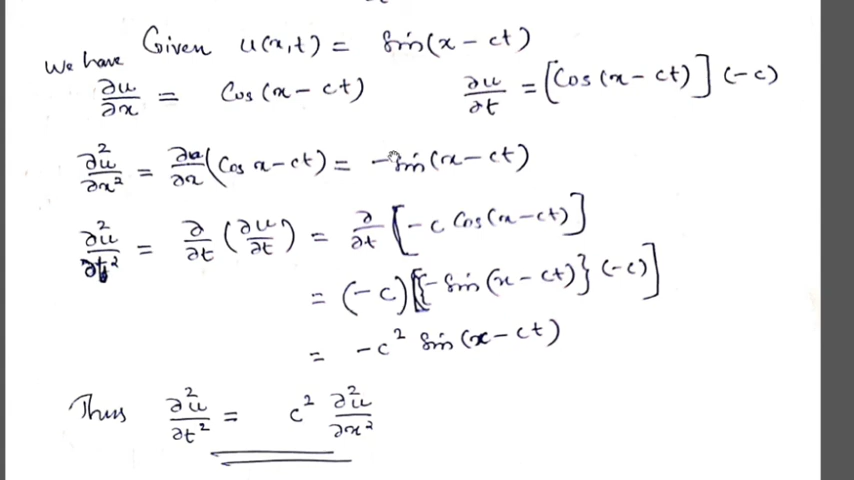 We have Given u(x,t) = Sin(x - ct)
∂u/∂x = Cos(x - ct) ∂u/∂t = [Cos(x - ct)] (-c)
∂²u/∂x² = ∂u/∂x (Cos x - ct) = -Sin(x - ct)
∂²u/∂t² = ∂/∂t (∂u/∂t) = ∂/∂t [-c Cos(x - ct)]
= (-c) [{-Sin(x - ct)} (-c)]
= -c² Sin(x - ct)
Thus ∂²u/∂t² = c² ∂²u/∂x²